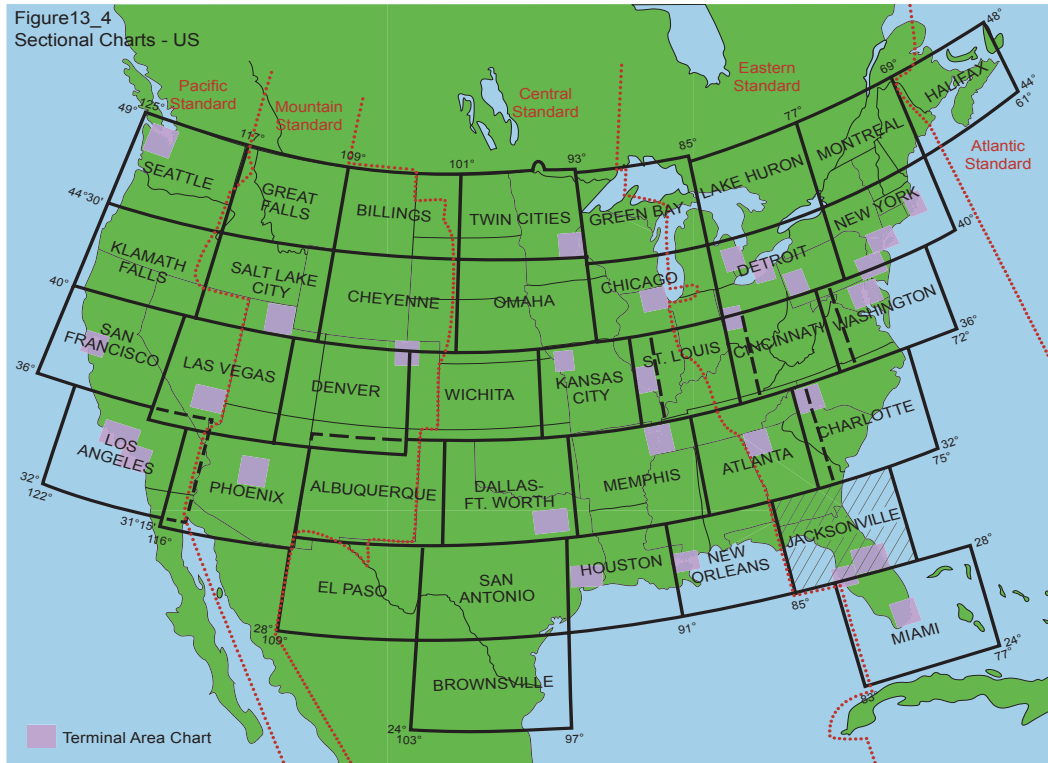 Figure13_4
Sectional Charts - US
Pacific
Standard
Mountain
Standard
Central
Standard
Eastern
Standard
Atlantic
Standard
49°
125°
117°
109°
101°
93°
85°
77°
69°
48°
44°
61°
SEATTLE
GREAT
FALLS
BILLINGS
TWIN CITIES
GREEN BAY
LAKE HURON
MONTREAL
HALIFAX
44°30'
KLAMATH
FALLS
SALT LAKE
CITY
CHEYENNE
OMAHA
CHICAGO
DETROIT
NEW YORK
40°
40°
SAN
FRANCISCO
LAS VEGAS
DENVER
WICHITA
KANSAS
CITY
ST. LOUIS
CINCINNATI
WASHINGTON
36°
36°
72°
LOS
ANGELES
PHOENIX
ALBUQUERQUE
DALLAS-
FT. WORTH
MEMPHIS
ATLANTA
CHARLOTTE
32°
75°
32°
122°
31°15'
116°
EL PASO
SAN
ANTONIO
HOUSTON
NEW
ORLEANS
JACKSONVILLE
28°
28°
109°
91°
85°
MIAMI
24°
77°
83°
BROWNSVILLE
24°
103°
97°
Terminal Area Chart